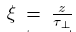 ξ = z/τ⊥